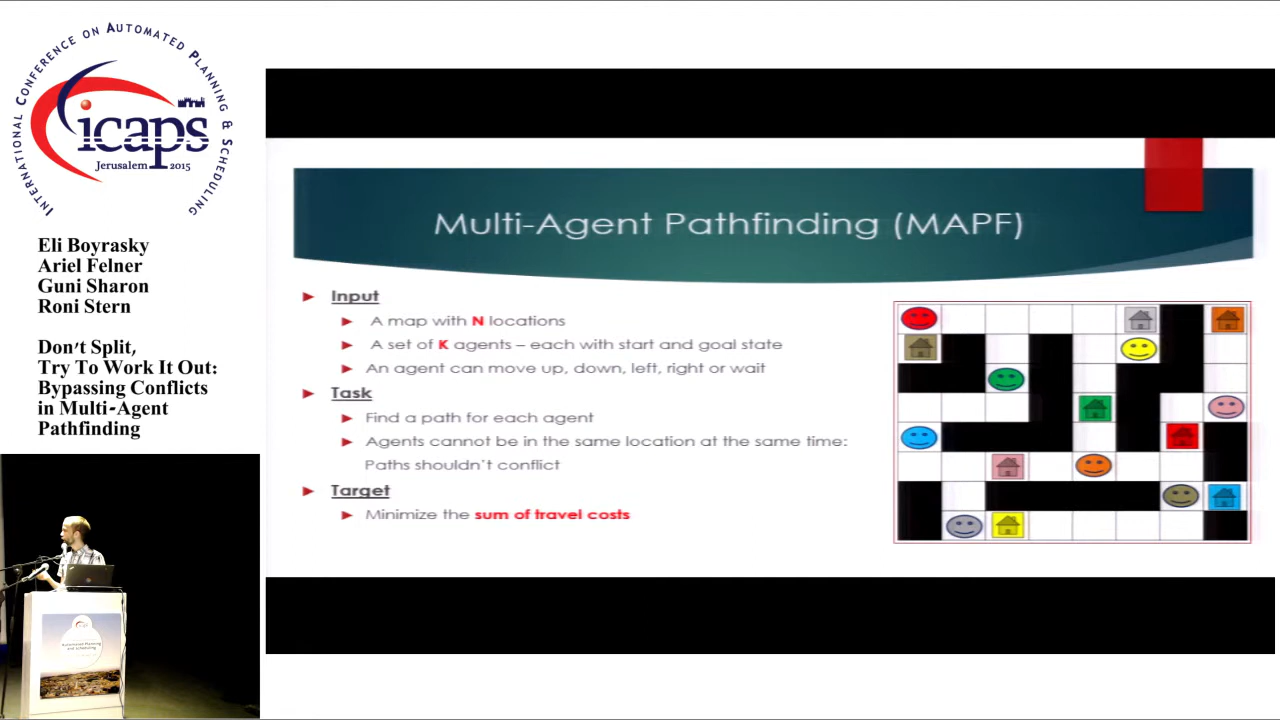 INTERNATIONAL CONFERENCE ON AUTOMATED PLANNING & SCHEDULING
icaps
Jerusalem 2015
Eli Boyrasky
Ariel Felner
Guni Sharon
Roni Stern
Don't Split,
Try To Work It Out:
Bypassing Conflicts
in Multi-Agent
Pathfinding
Multi-Agent Pathfinding (MAPF)
Input
A map with N locations
A set of K agents – each with start and goal state
An agent can move up, down, left, right or wait
Task
Find a path for each agent
Agents cannot be in the same location at the same time:
Paths shouldn't conflict
Target
Minimize the sum of travel costs